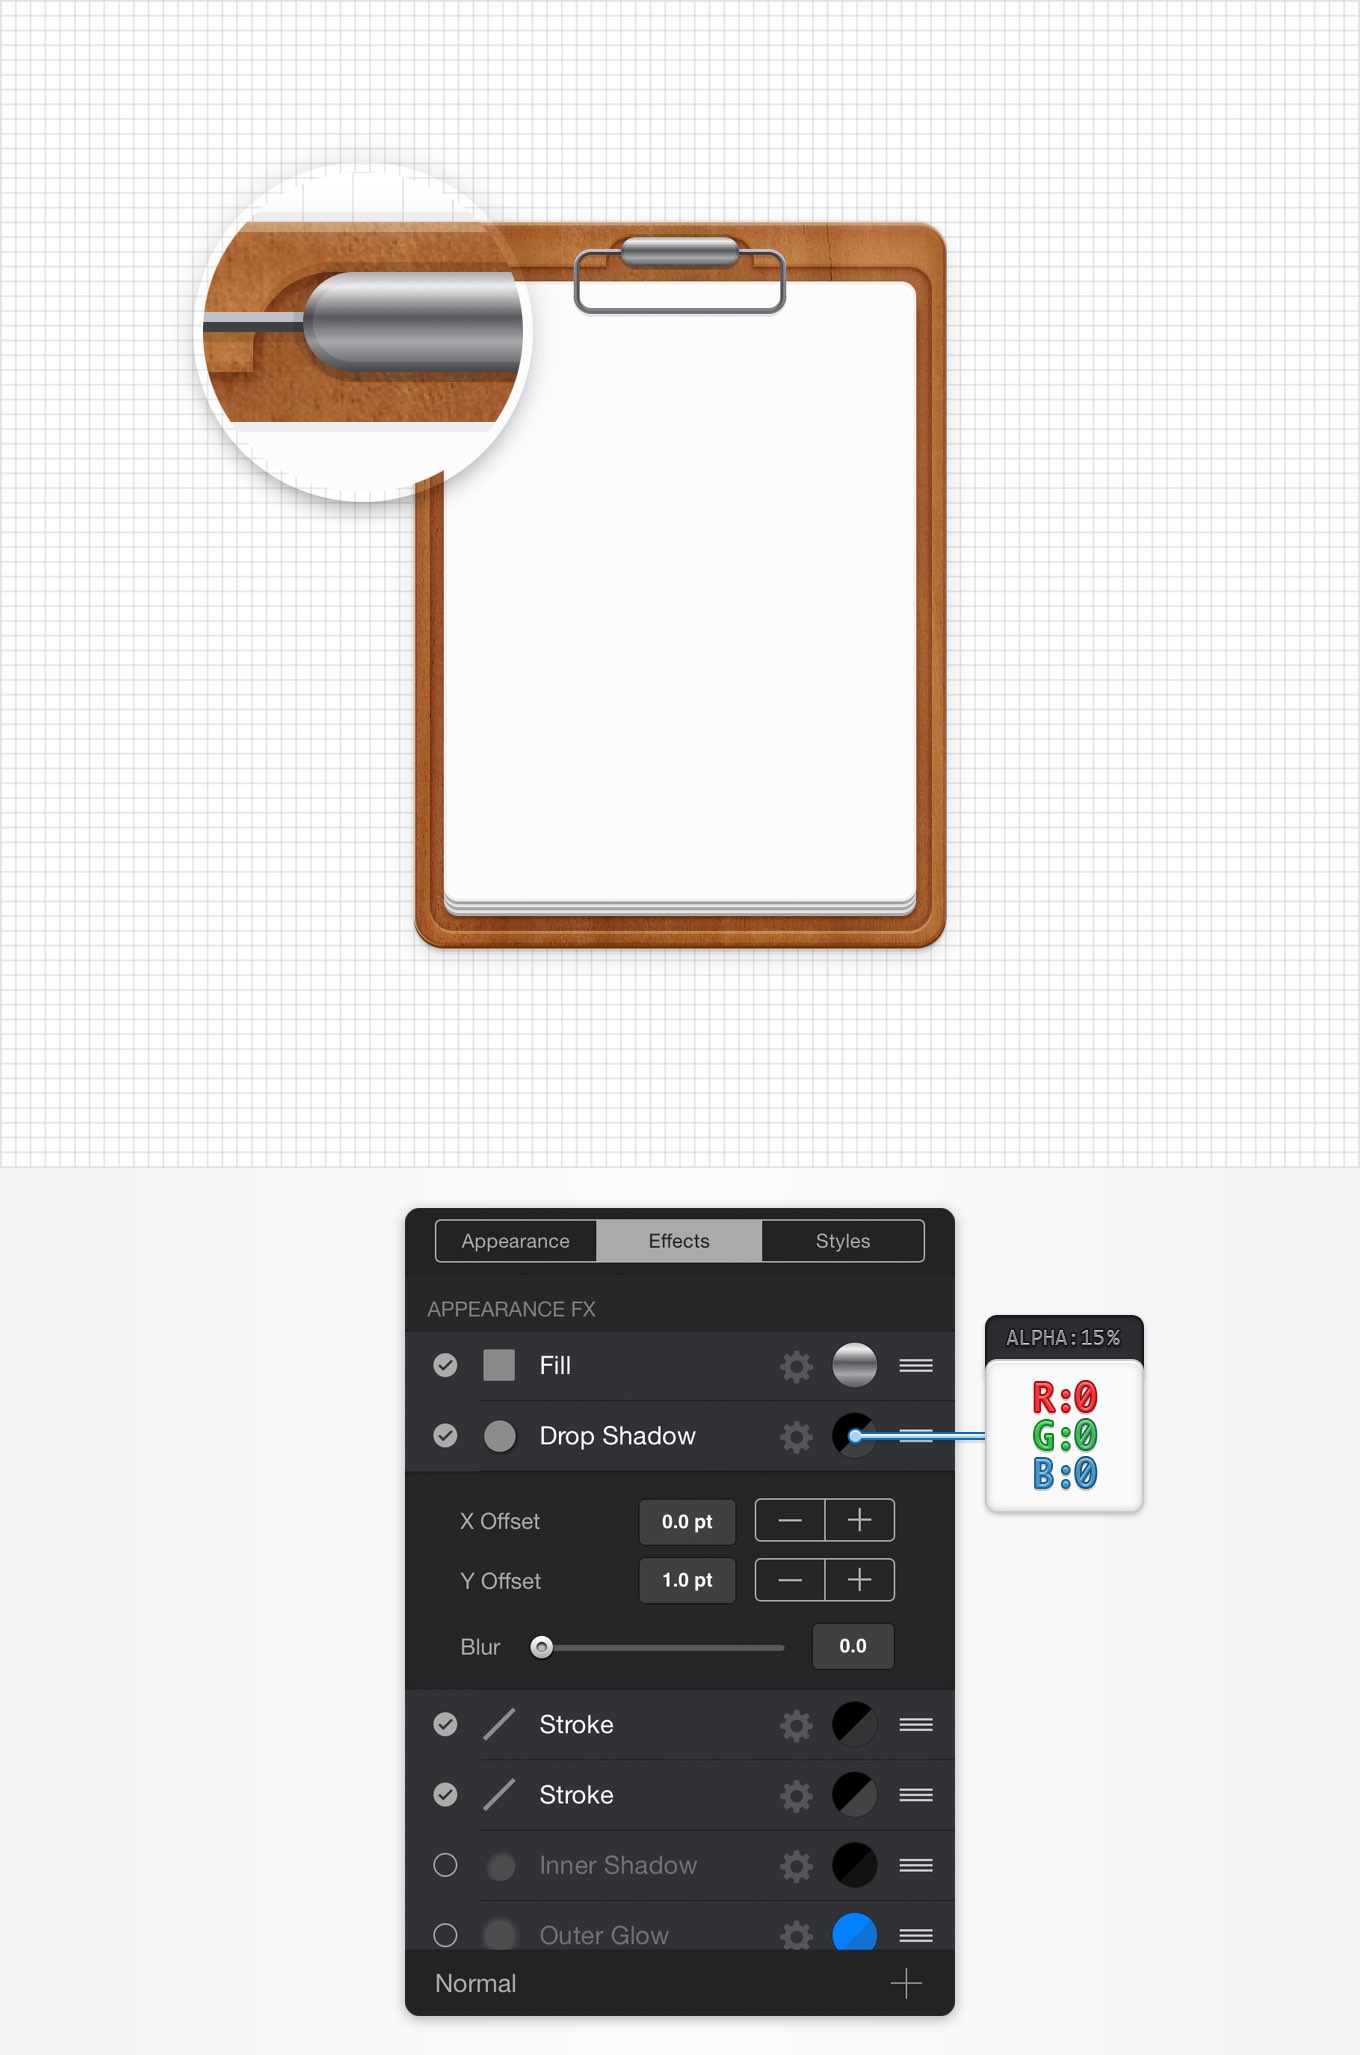 Appearance Effects Styles
APPEARANCE FX
Fill
ALPHA:15%
R:0
G:0
B:0
Drop Shadow
X Offset 0.0 pt
Y Offset 1.0 pt
Blur 0.0
Stroke
Stroke
Inner Shadow
Outer Glow
Normal